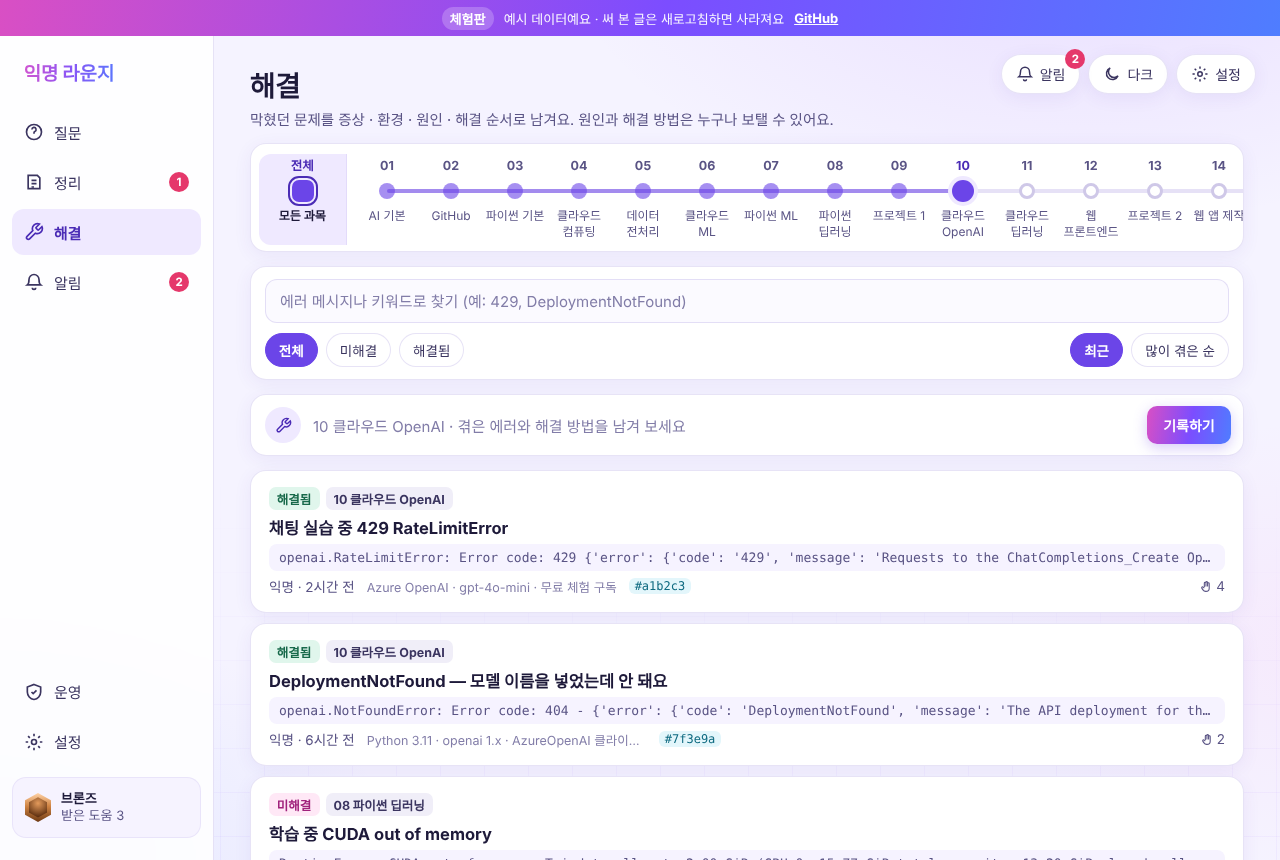 체험판 예시 데이터예요 · 써 본 글은 새로고침하면 사라져요 GitHub
익명 라운지
질문
정리 1
해결
알림 2
운영
설정
브론즈
받은 도움 3
해결
막혔던 문제를 증상 · 환경 · 원인 · 해결 순서로 남겨요. 원인과 해결 방법은 누구나 보탤 수 있어요.
알림 2
다크
설정
전체 01 02 03 04 05 06 07 08 09 10 11 12 13 14
모든 과목 AI 기본 GitHub 파이썬 기본 클라우드 데이터 클라우드 파이썬 ML 파이썬 프로젝트 1 클라우드 클라우드 웹 프로젝트 2 웹 앱 제작
컴퓨팅 전처리 ML 딥러닝 OpenAI 딥러닝 프론트엔드
에러 메시지나 키워드로 찾기 (예: 429, DeploymentNotFound)
전체 미해결 해결됨 최근 많이 겪은 순
10 클라우드 OpenAI · 겪은 에러와 해결 방법을 남겨 보세요 기록하기
해결됨 10 클라우드 OpenAI
채팅 실습 중 429 RateLimitError
openai.RateLimitError: Error code: 429 {'error': {'code': '429', 'message': 'Requests to the ChatCompletions_Create Op…
익명 · 2시간 전 Azure OpenAI · gpt-4o-mini · 무료 체험 구독 #a1b2c3 4
해결됨 10 클라우드 OpenAI
DeploymentNotFound — 모델 이름을 넣었는데 안 돼요
openai.NotFoundError: Error code: 404 - {'error': {'code': 'DeploymentNotFound', 'message': 'The API deployment for th…
익명 · 6시간 전 Python 3.11 · openai 1.x · AzureOpenAI 클라이… #7f3e9a 2
미해결 08 파이썬 딥러닝
학습 중 CUDA out of memory